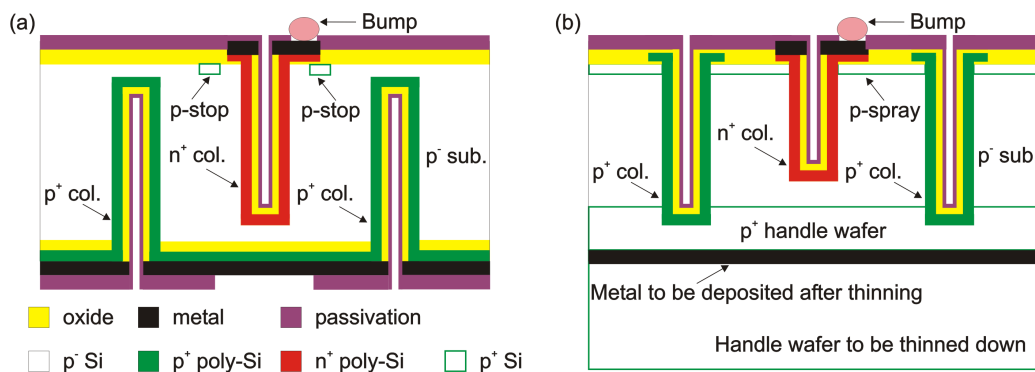 (a)
Bump
p-stop
p-stop
n⁺ col.
p⁻ sub.
p⁺ col.
p⁺ col.
oxide
metal
passivation
p⁻ Si
p⁺ poly-Si
n⁺ poly-Si
p⁺ Si
(b)
Bump
p-spray
n⁺ col.
p⁻ sub.
p⁺ col.
p⁺ col.
p⁺ handle wafer
Metal to be deposited after thinning
Handle wafer to be thinned down